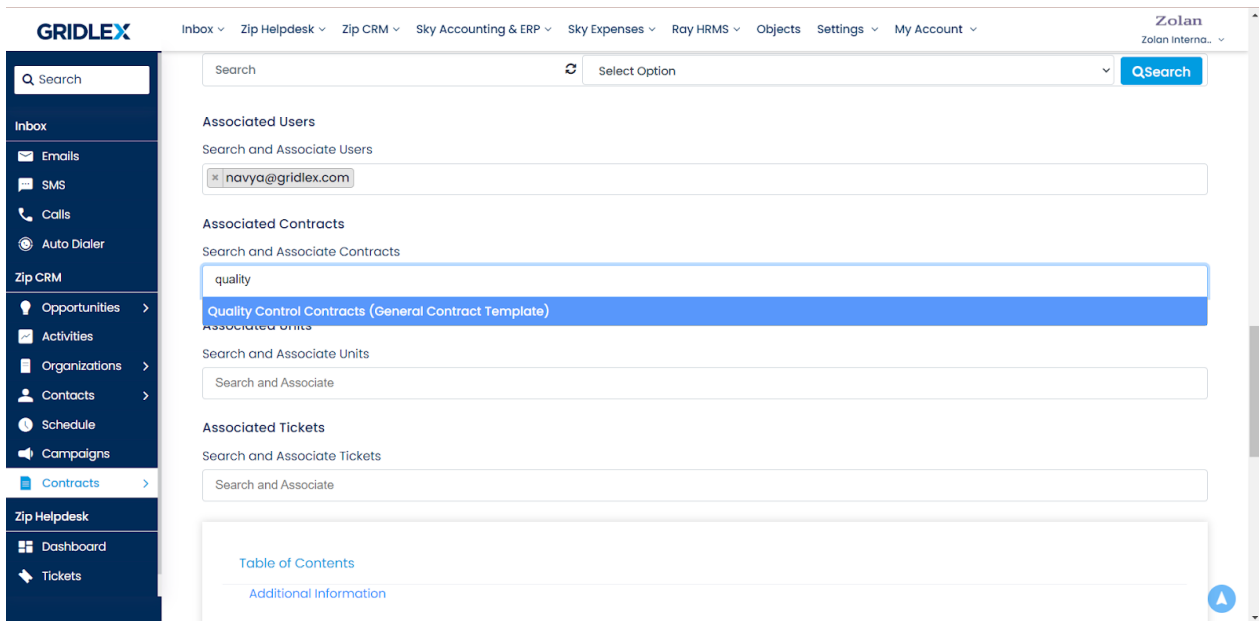 GRIDLEX
Inbox Zip Helpdesk Zip CRM Sky Accounting & ERP Sky Expenses Ray HRMS Objects Settings My Account
Zolan
Zolan Interna..
Search
Inbox
Emails
SMS
Calls
Auto Dialer
Zip CRM
Opportunities
Activities
Organizations
Contacts
Schedule
Campaigns
Contracts
Zip Helpdesk
Dashboard
Tickets
Search Select Option Search
Associated Users
Search and Associate Users
× navya@gridlex.com
Associated Contracts
Search and Associate Contracts
quality
Quality Control Contracts (General Contract Template)
Associated Units
Search and Associate Units
Search and Associate
Associated Tickets
Search and Associate Tickets
Search and Associate
Table of Contents
Additional Information